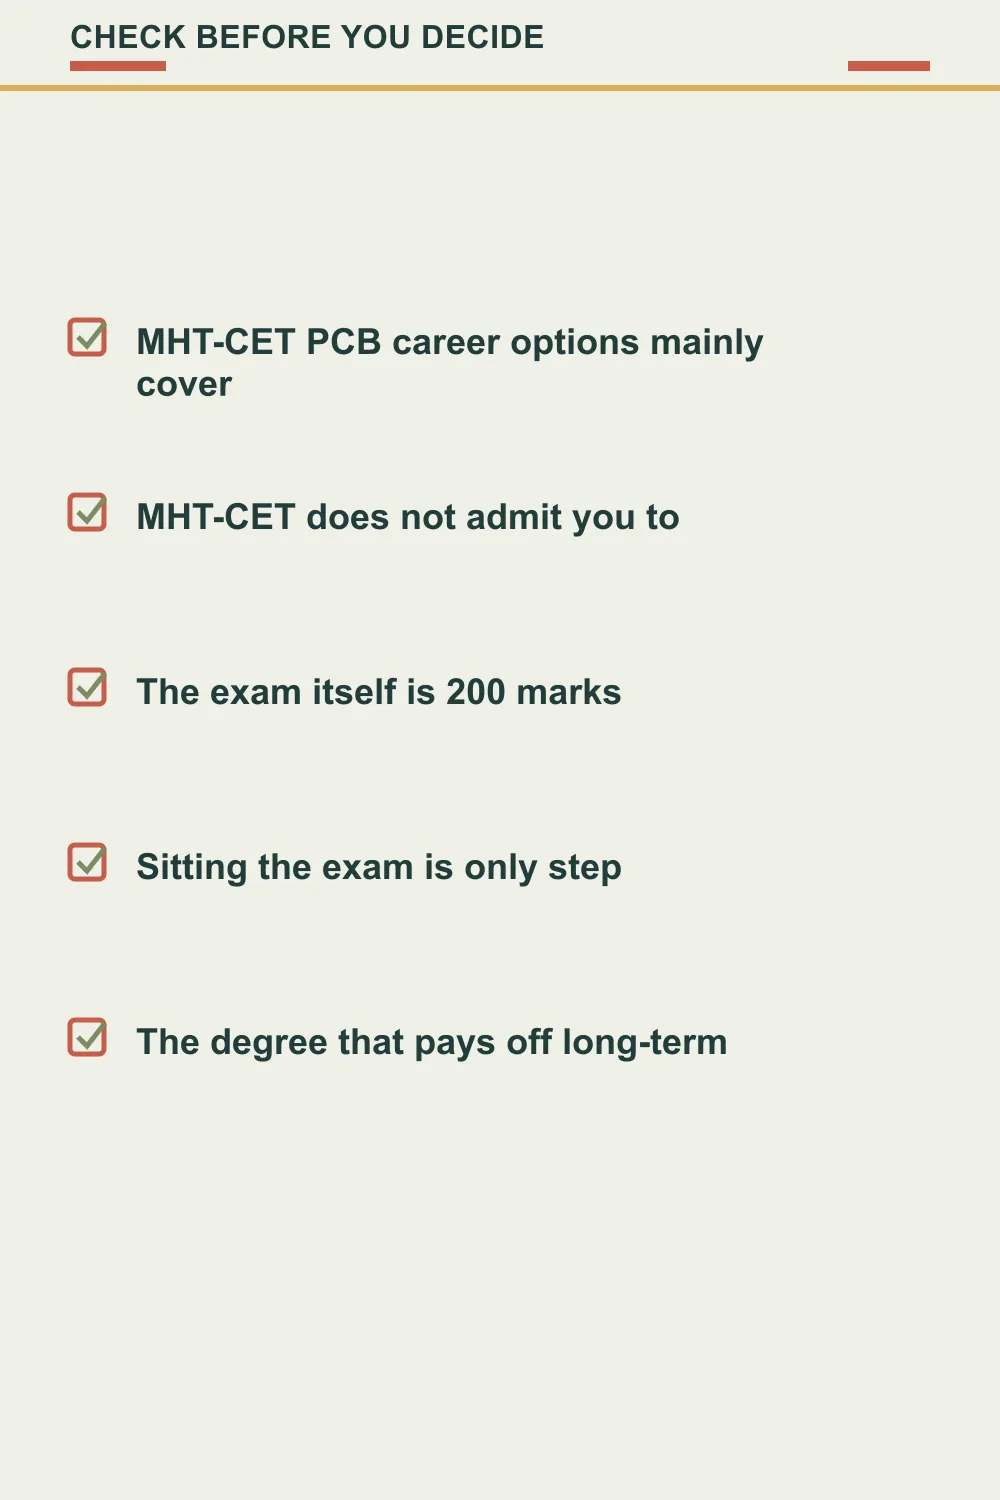 CHECK BEFORE YOU DECIDE
MHT-CET PCB career options mainly
cover
MHT-CET does not admit you to
The exam itself is 200 marks
Sitting the exam is only step
The degree that pays off long-term